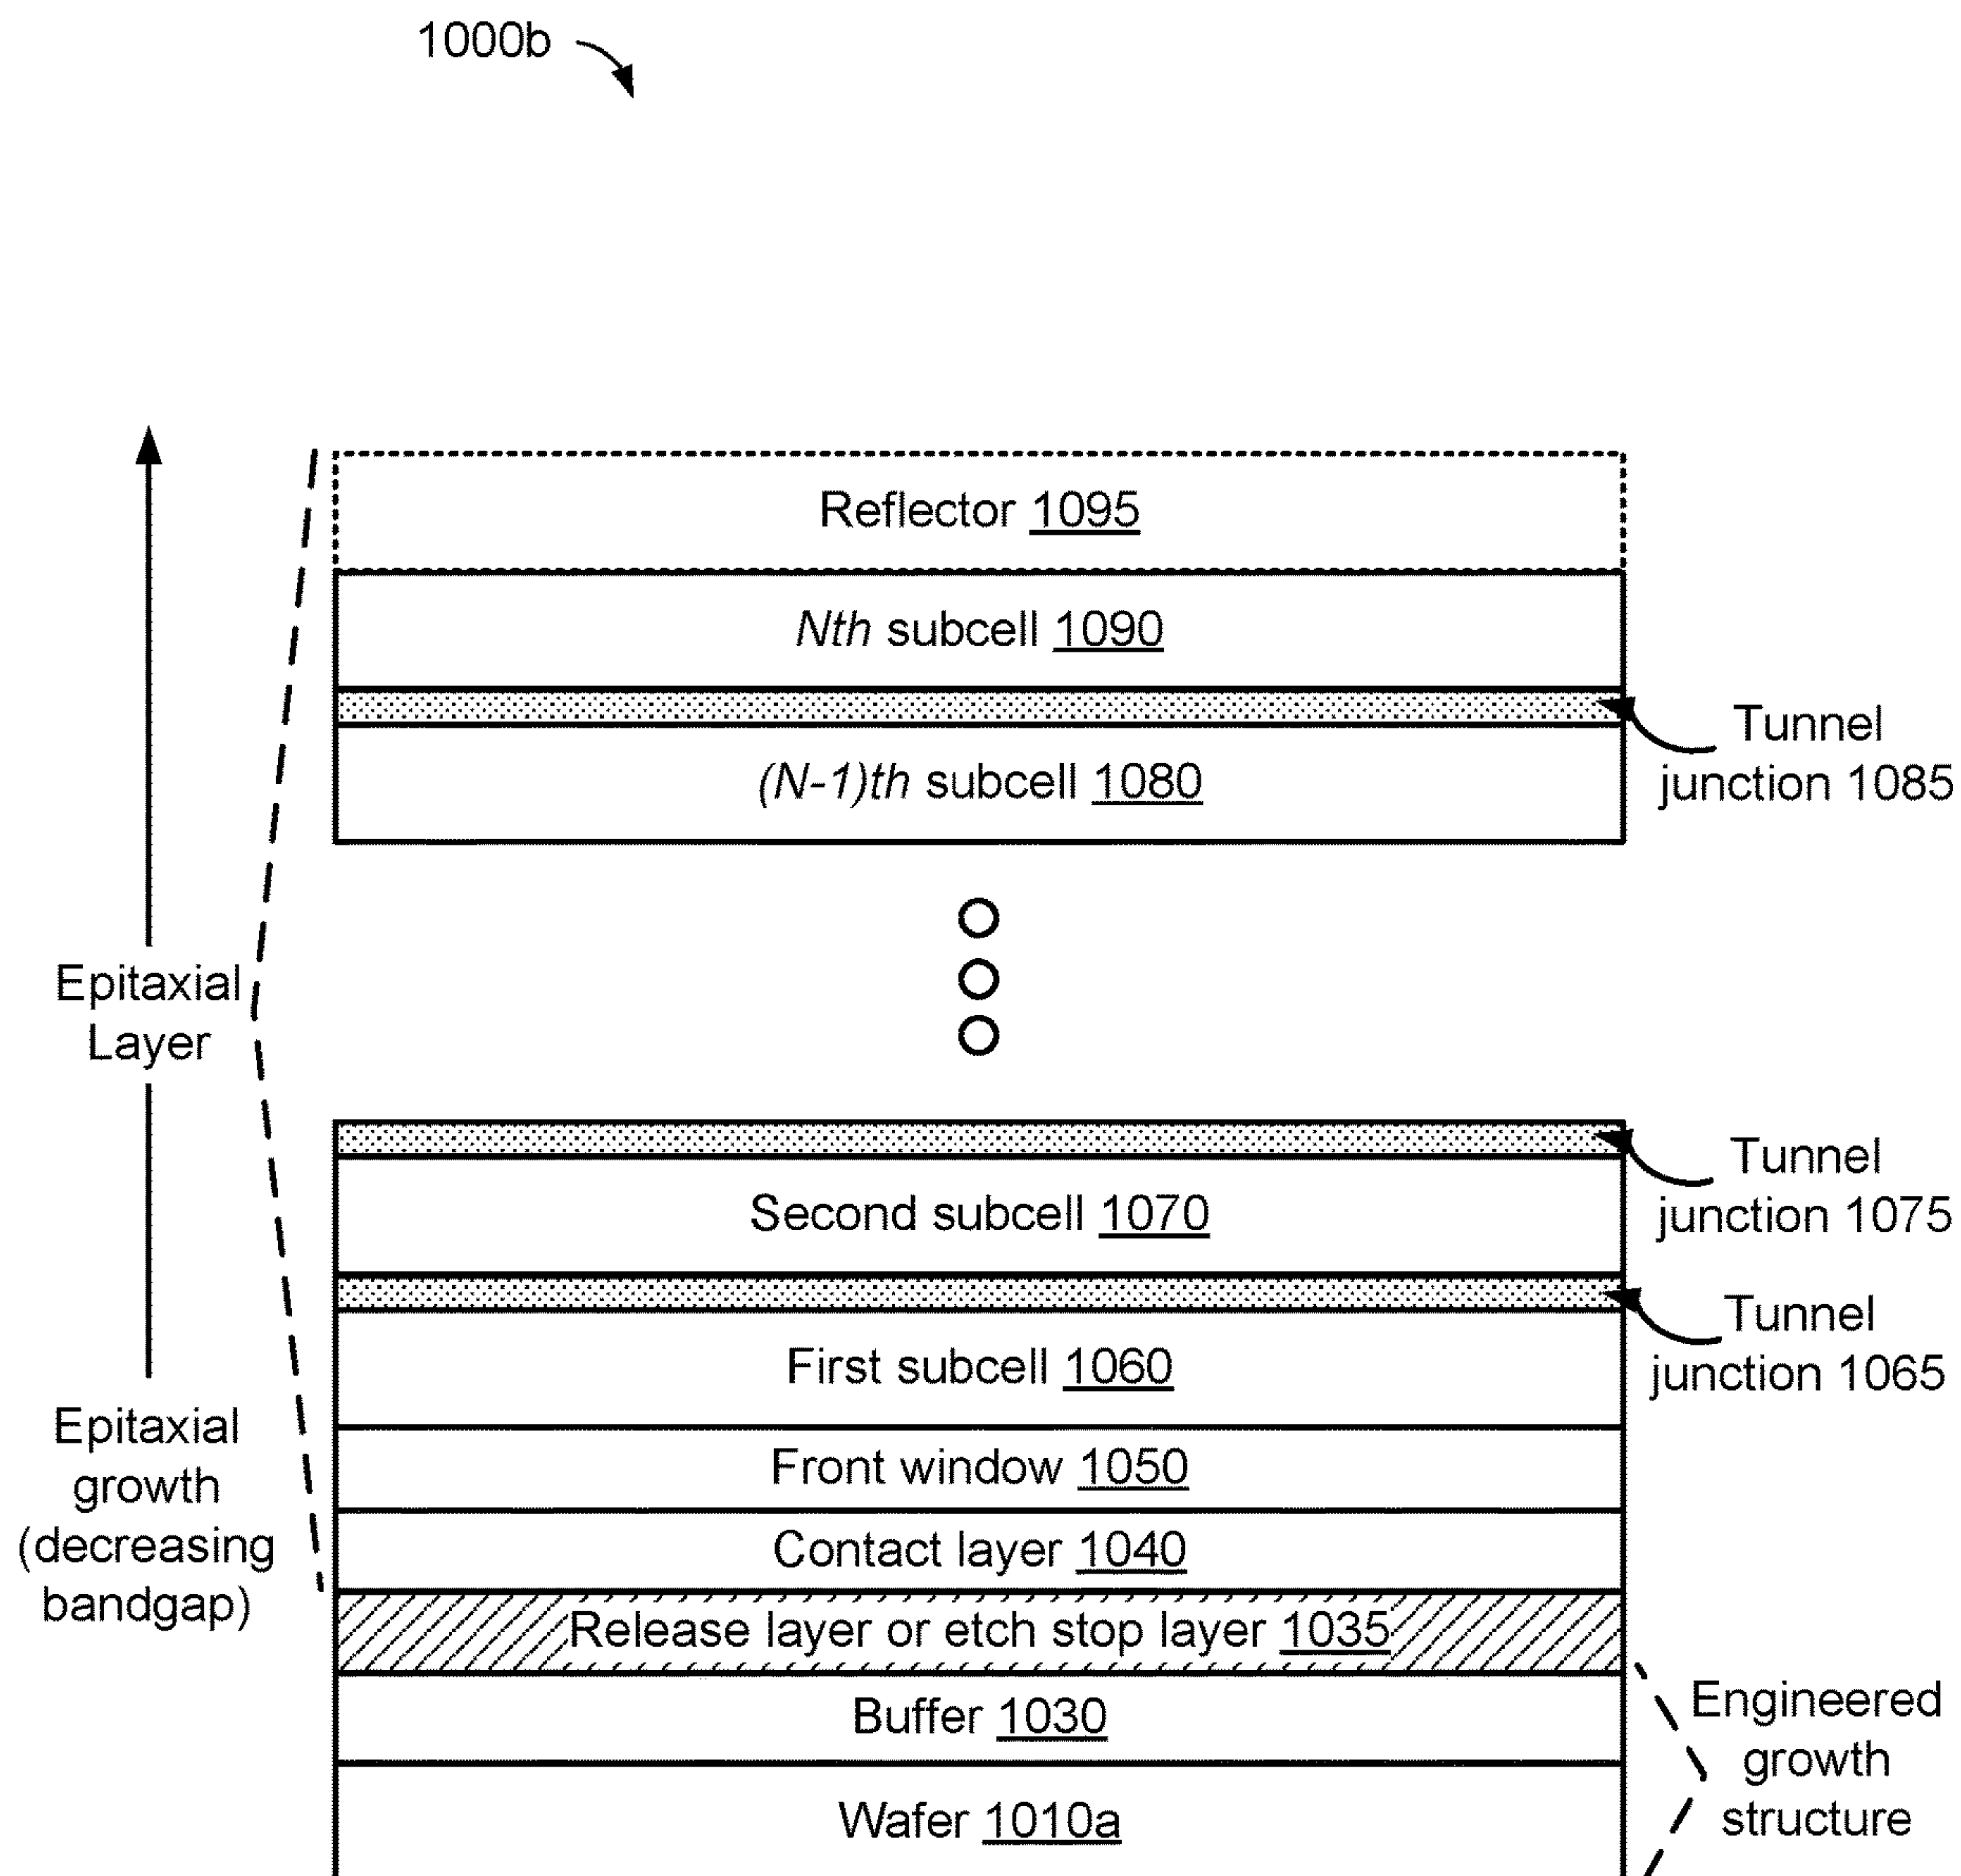 1000b
Reflector 1095
Nth subcell 1090
Tunnel
junction 1085
(N-1)th subcell 1080
Epitaxial
Layer
Tunnel
junction 1075
Second subcell 1070
Tunnel
junction 1065
First subcell 1060
Epitaxial
growth
(decreasing
bandgap)
Front window 1050
Contact layer 1040
Release layer or etch stop layer 1035
Buffer 1030
Engineered
growth
structure
Wafer 1010a